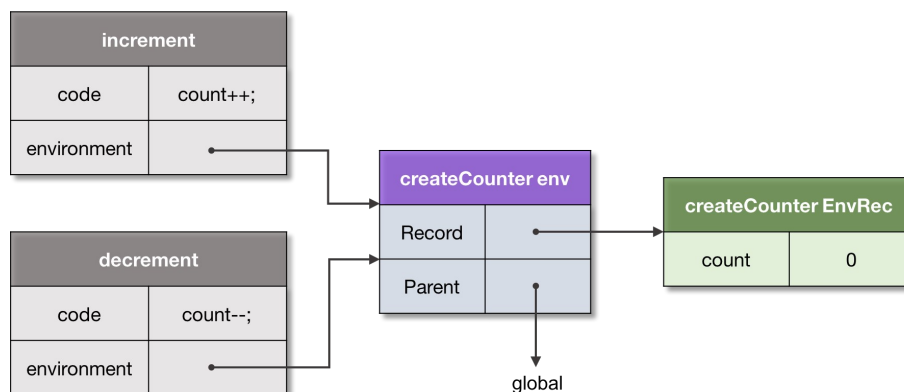 increment
code count++;
environment
createCounter env
Record
Parent
createCounter EnvRec
count 0
decrement
code count--;
environment
global